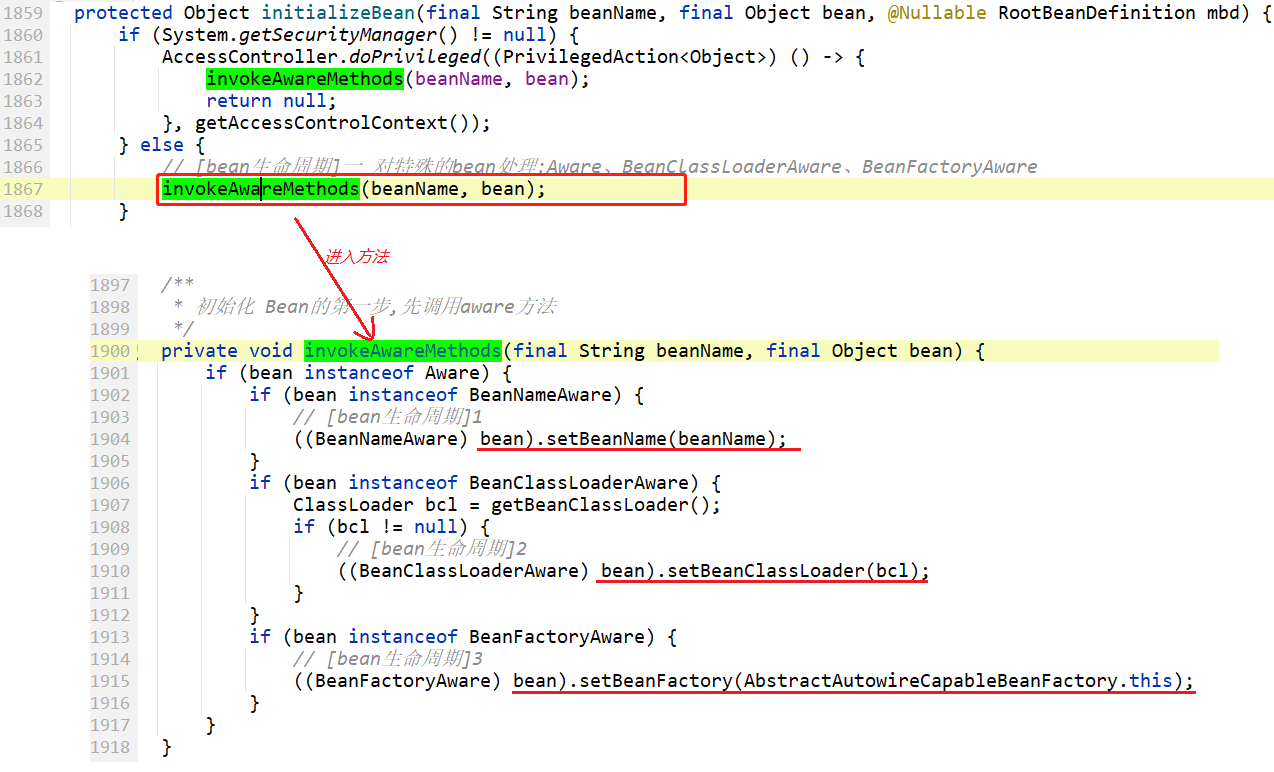 1859 protected Object initializeBean(final String beanName, final Object bean, @Nullable RootBeanDefinition mbd) {
1860 if (System.getSecurityManager() != null) {
1861 AccessController.doPrivileged((PrivilegedAction<Object>) () -> {
1862 invokeAwareMethods(beanName, bean);
1863 return null;
1864 }, getAccessControlContext());
1865 } else {
1866 // [bean生命周期]一 对特殊的bean处理:Aware、BeanClassLoaderAware、BeanFactoryAware
1867 invokeAwareMethods(beanName, bean);
1868 }
进入方法
1897 /**
1898 * 初始化 Bean的第一步,先调用aware方法
1899 */
1900 private void invokeAwareMethods(final String beanName, final Object bean) {
1901 if (bean instanceof Aware) {
1902 if (bean instanceof BeanNameAware) {
1903 // [bean生命周期]1
1904 ((BeanNameAware) bean).setBeanName(beanName);
1905 }
1906 if (bean instanceof BeanClassLoaderAware) {
1907 ClassLoader bcl = getBeanClassLoader();
1908 if (bcl != null) {
1909 // [bean生命周期]2
1910 ((BeanClassLoaderAware) bean).setBeanClassLoader(bcl);
1911 }
1912 }
1913 if (bean instanceof BeanFactoryAware) {
1914 // [bean生命周期]3
1915 ((BeanFactoryAware) bean).setBeanFactory(AbstractAutowireCapableBeanFactory.this);
1916 }
1917 }
1918 }